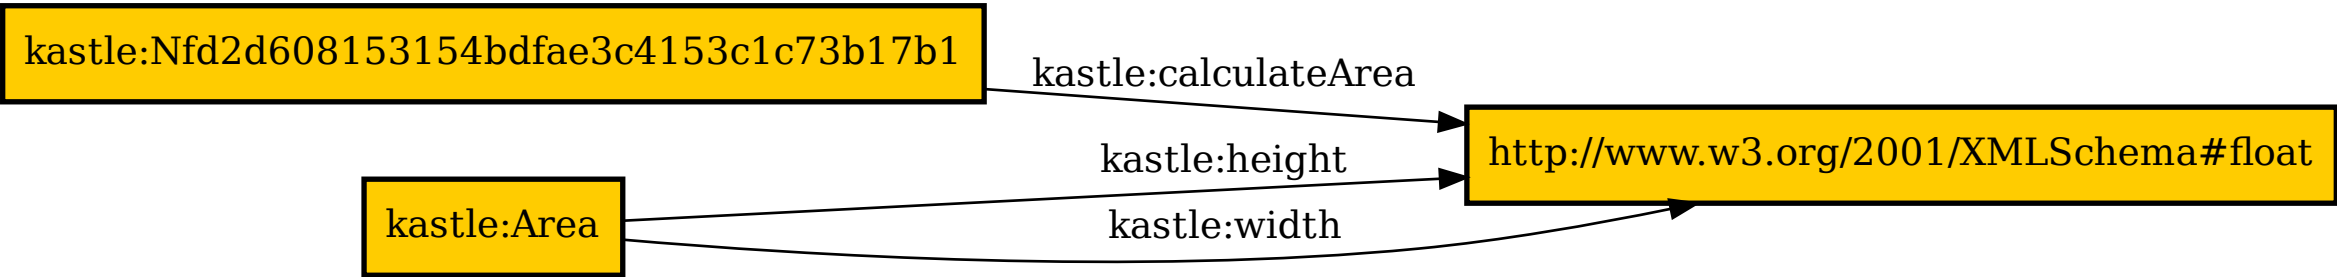 kastle:Nfd2d608153154bdfae3c4153c1c73b17b1
kastle:calculateArea
http://www.w3.org/2001/XMLSchema#float
kastle:height
kastle:Area
kastle:width